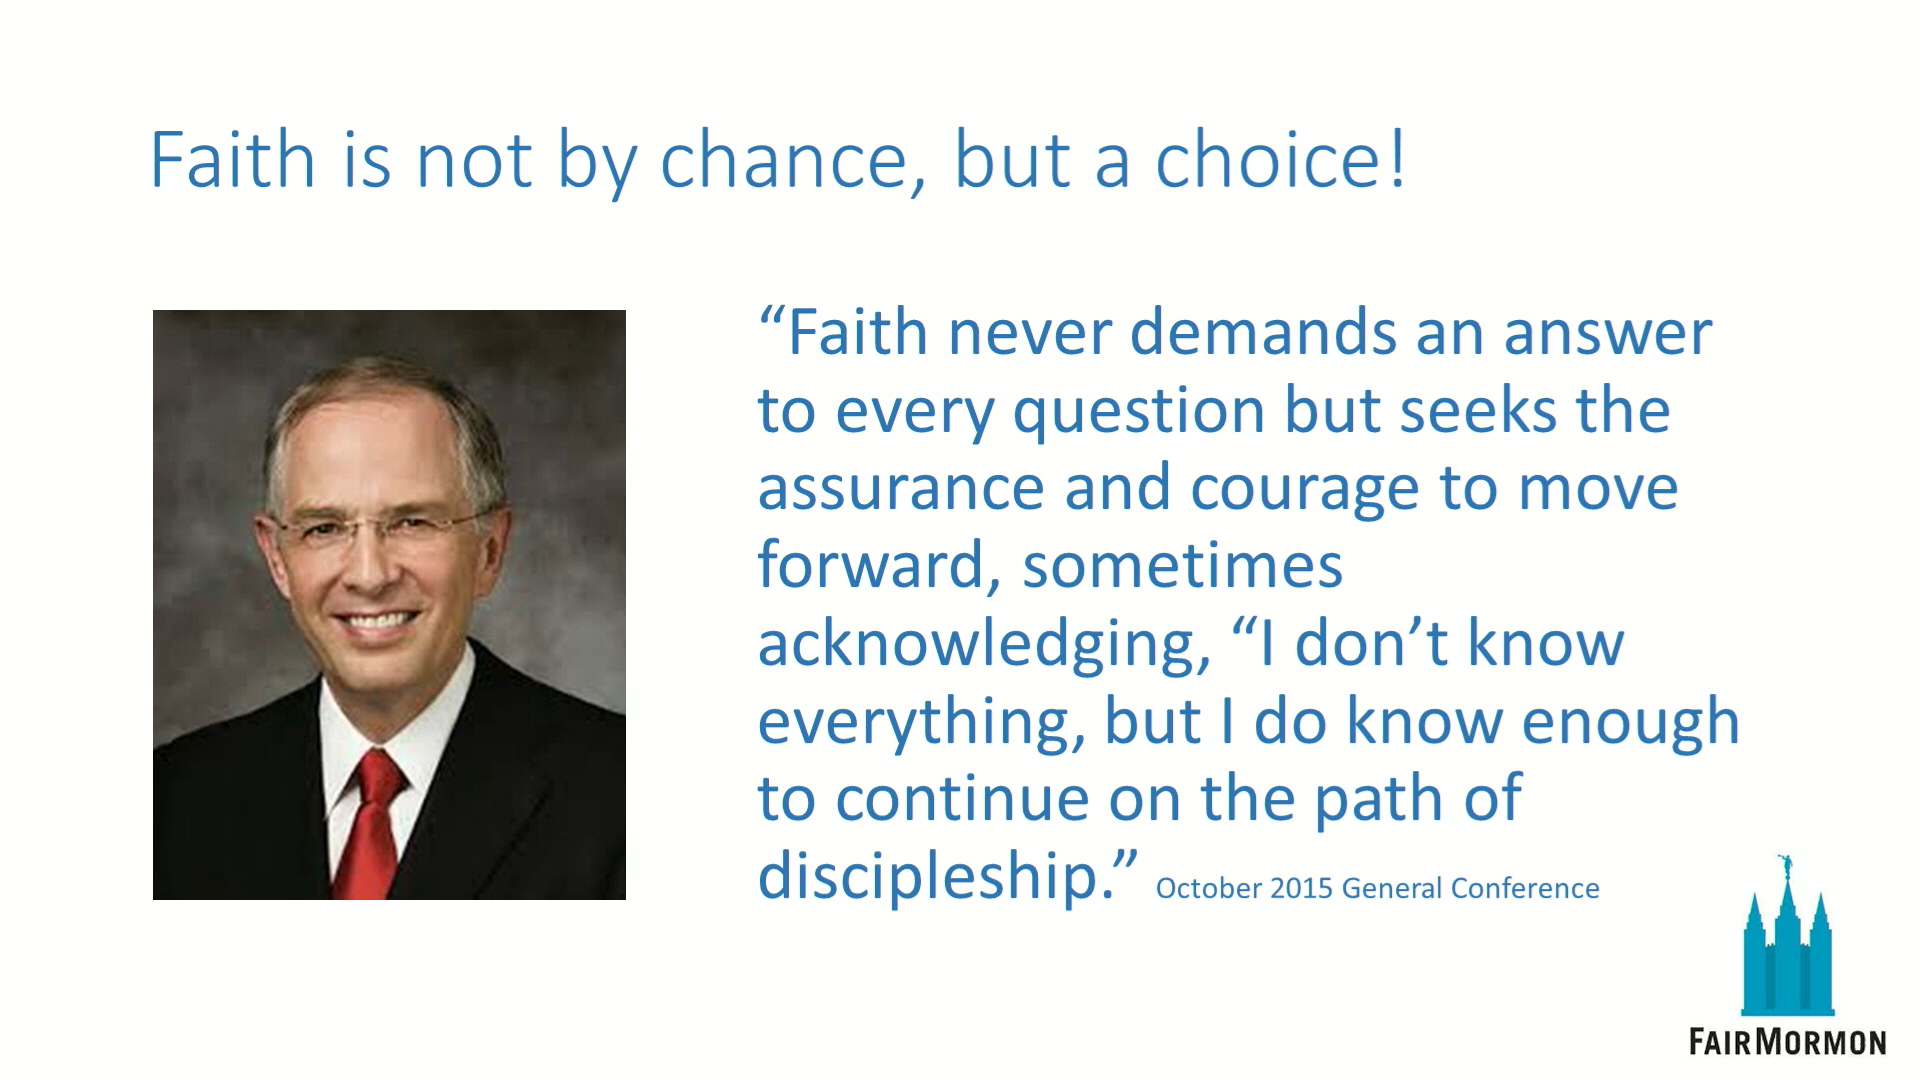 Faith is not by chance, but a choice!
“Faith never demands an answer
to every question but seeks the
assurance and courage to move
forward, sometimes
acknowledging, “I don’t know
everything, but I do know enough
to continue on the path of
discipleship.” October 2015 General Conference
FAIRMORMON